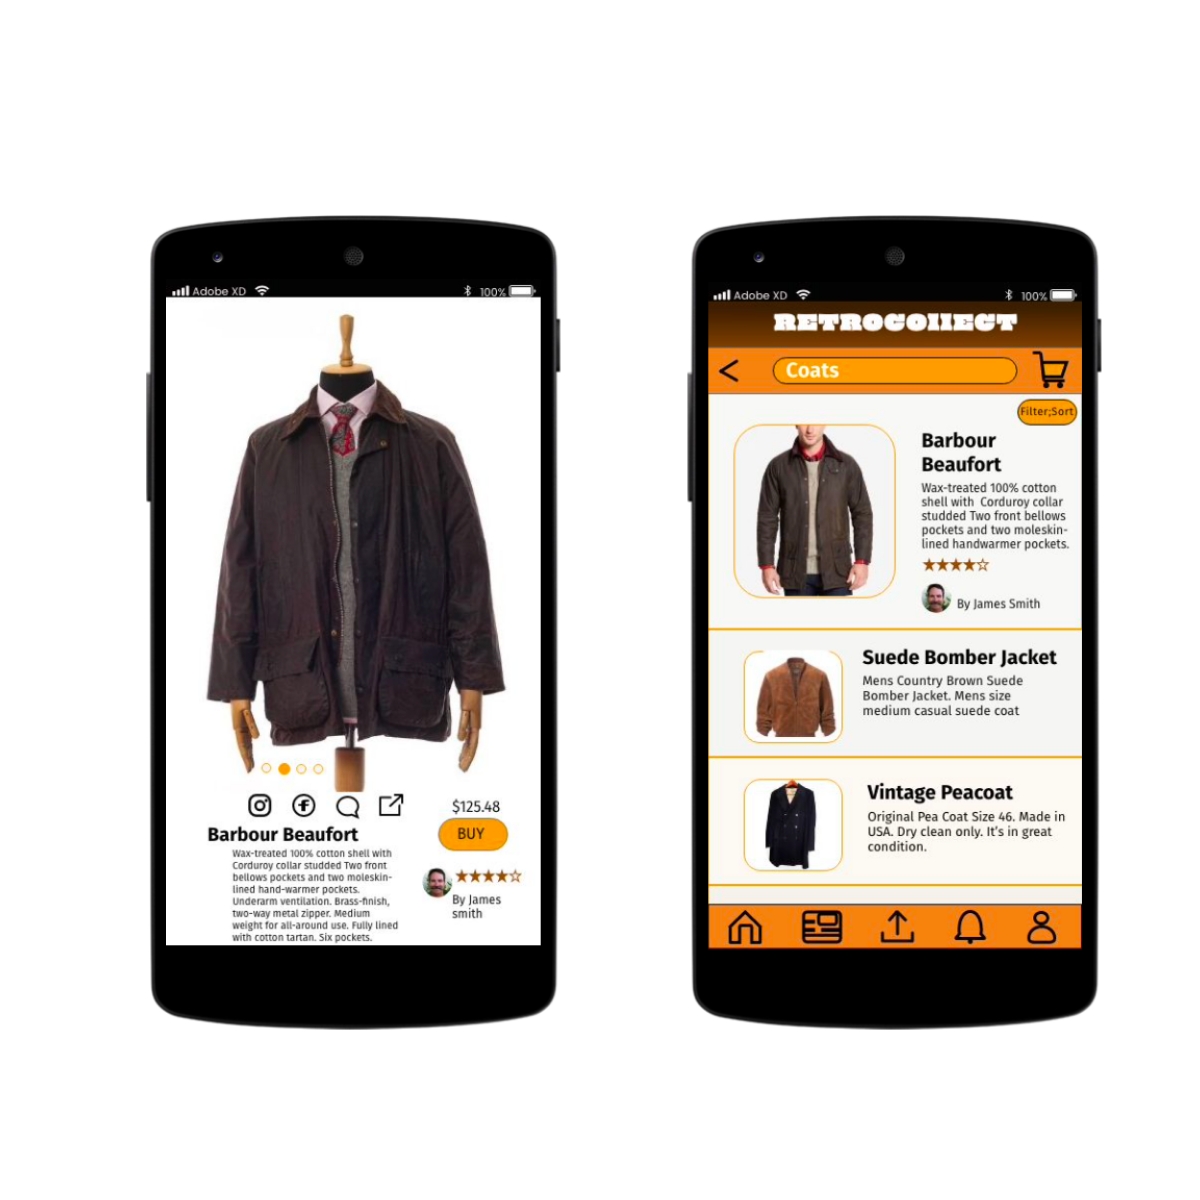 Adobe XD
100%
$125.48
Barbour Beaufort
BUY
Wax-treated 100% cotton shell with
Corduroy collar studded Two front
bellows pockets and two moleskin-
lined hand-warmer pockets.
Underarm ventilation. Brass-finish,
two-way metal zipper. Medium
weight for all-around use. Fully lined
with cotton tartan. Six pockets.
By James
smith
Adobe XD
100%
RETROCOllECT
<
Coats
Filter;Sort
Barbour
Beaufort
Wax-treated 100% cotton
shell with Corduroy collar
studded Two front bellows
pockets and two moleskin-
lined handwarmer pockets.
By James Smith
Suede Bomber Jacket
Mens Country Brown Suede
Bomber Jacket. Mens size
medium casual suede coat
Vintage Peacoat
Original Pea Coat Size 46. Made in
USA. Dry clean only. It's in great
condition.